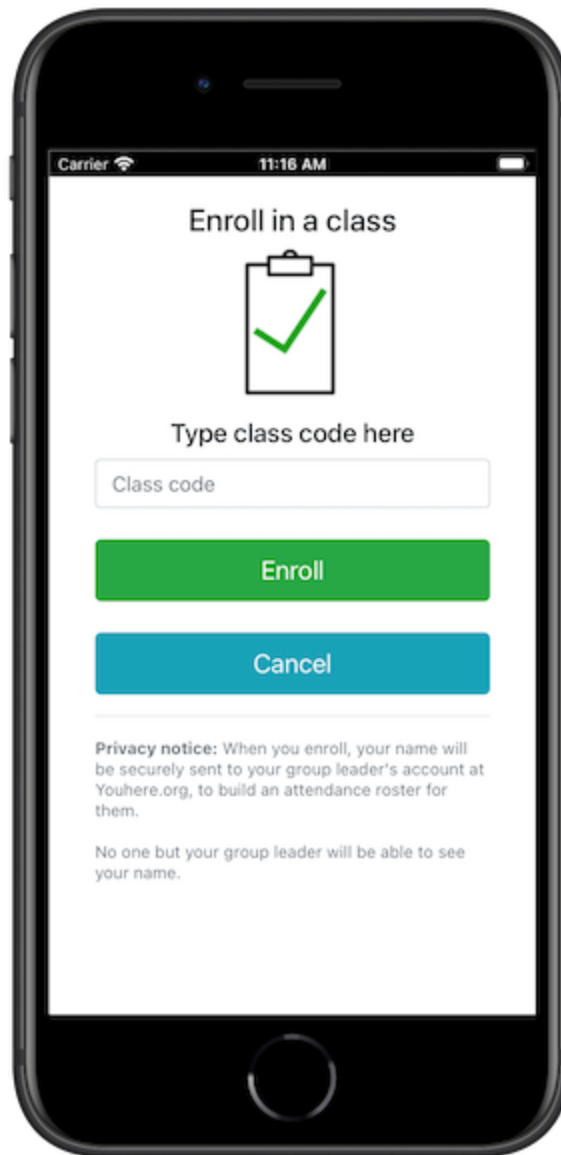 Carrier
11:16 AM
Enroll in a class
Type class code here
Class code
Enroll
Cancel
Privacy notice: When you enroll, your name will
be securely sent to your group leader's account at
Youhere.org, to build an attendance roster for
them.
No one but your group leader will be able to see
your name.